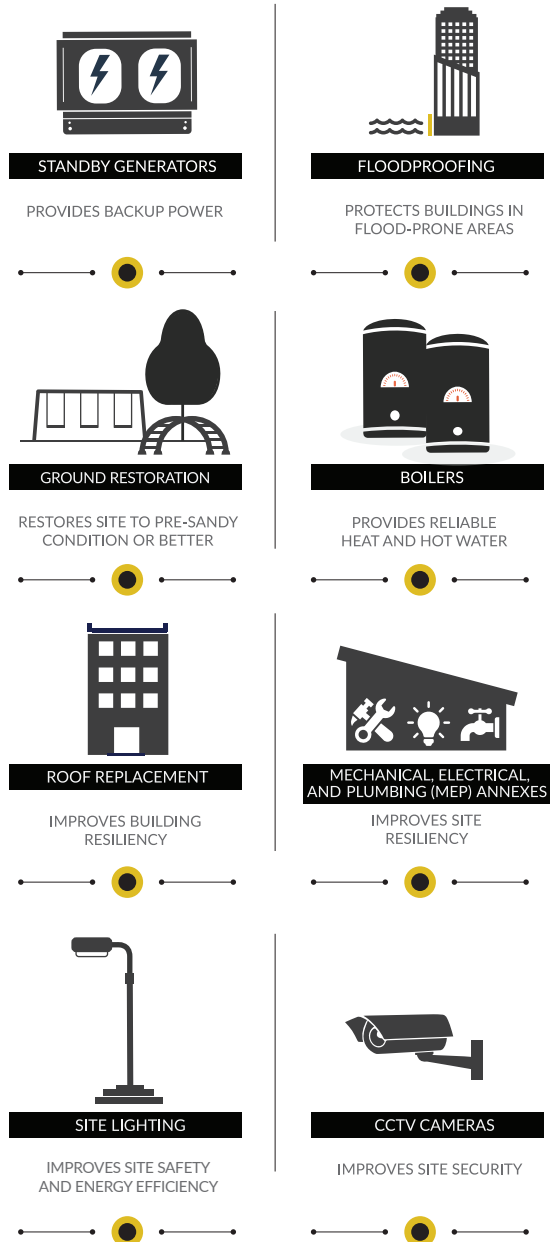 STANDBY GENERATORS
PROVIDES BACKUP POWER
FLOODPROOFING
PROTECTS BUILDINGS IN
FLOOD-PRONE AREAS
GROUND RESTORATION
RESTORES SITE TO PRE-SANDY
CONDITION OR BETTER
BOILERS
PROVIDES RELIABLE
HEAT AND HOT WATER
ROOF REPLACEMENT
IMPROVES BUILDING
RESILIENCY
MECHANICAL, ELECTRICAL,
AND PLUMBING (MEP) ANNEXES
IMPROVES SITE
RESILIENCY
SITE LIGHTING
IMPROVES SITE SAFETY
AND ENERGY EFFICIENCY
CCTV CAMERAS
IMPROVES SITE SECURITY